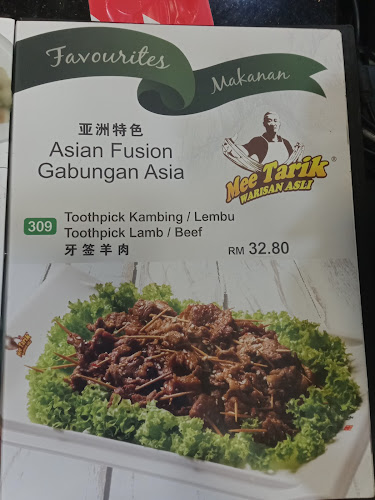 Favourites
Makanan
亚洲特色
Asian Fusion
Gabungan Asia
Mee Tarik®
WARISAN ASLI
309
Toothpick Kambing / Lembu
Toothpick Lamb / Beef
牙签羊肉
RM 32.80